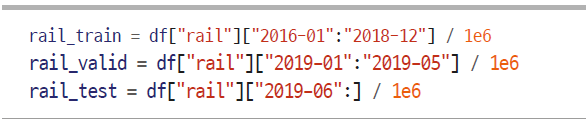 rail_train = df["rail"]["2016-01":"2018-12"] / 1e6
rail_valid = df["rail"]["2019-01":"2019-05"] / 1e6
rail_test = df["rail"]["2019-06":] / 1e6